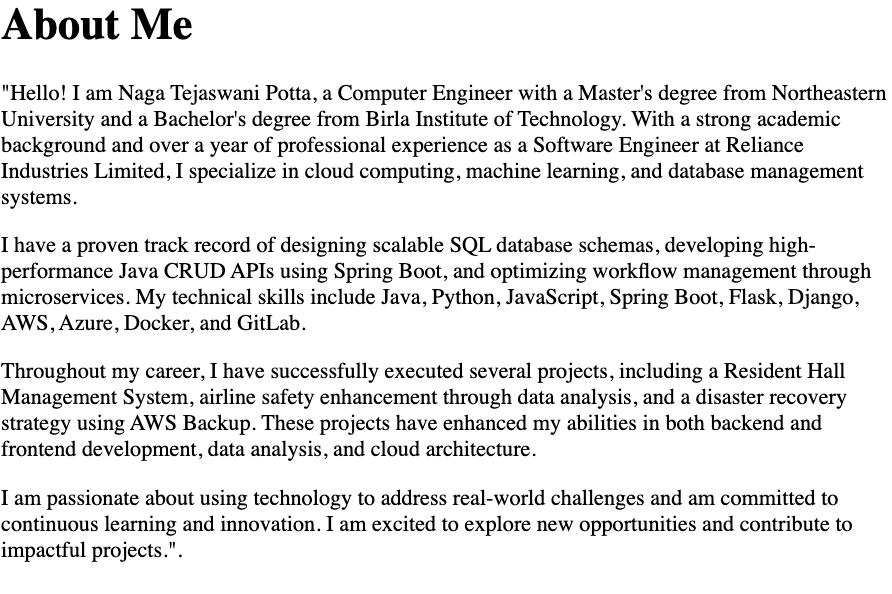 About Me
"Hello! I am Naga Tejaswani Potta, a Computer Engineer with a Master's degree from Northeastern
University and a Bachelor's degree from Birla Institute of Technology. With a strong academic
background and over a year of professional experience as a Software Engineer at Reliance
Industries Limited, I specialize in cloud computing, machine learning, and database management
systems.
I have a proven track record of designing scalable SQL database schemas, developing high-
performance Java CRUD APIs using Spring Boot, and optimizing workflow management through
microservices. My technical skills include Java, Python, JavaScript, Spring Boot, Flask, Django,
AWS, Azure, Docker, and GitLab.
Throughout my career, I have successfully executed several projects, including a Resident Hall
Management System, airline safety enhancement through data analysis, and a disaster recovery
strategy using AWS Backup. These projects have enhanced my abilities in both backend and
frontend development, data analysis, and cloud architecture.
I am passionate about using technology to address real-world challenges and am committed to
continuous learning and innovation. I am excited to explore new opportunities and contribute to
impactful projects.".